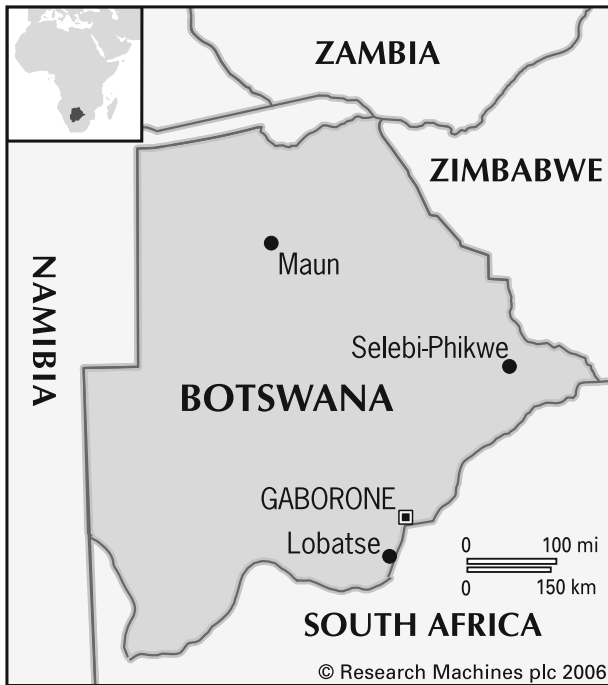 ZAMBIA
ZIMBABWE
NAMIBIA
Maun
Selebi-Phikwe
BOTSWANA
GABORONE
Lobatse
0 100 mi
0 150 km
SOUTH AFRICA
© Research Machines plc 2006